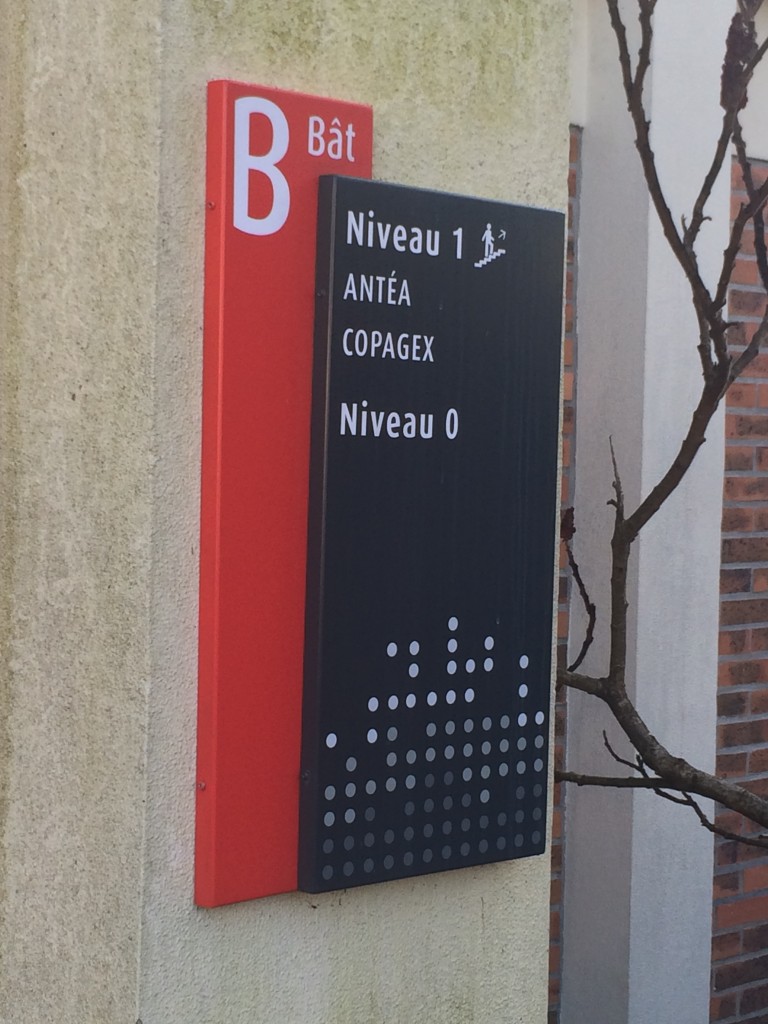 B Bât
Niveau 1
ANTÉA
COPAGEX
Niveau 0